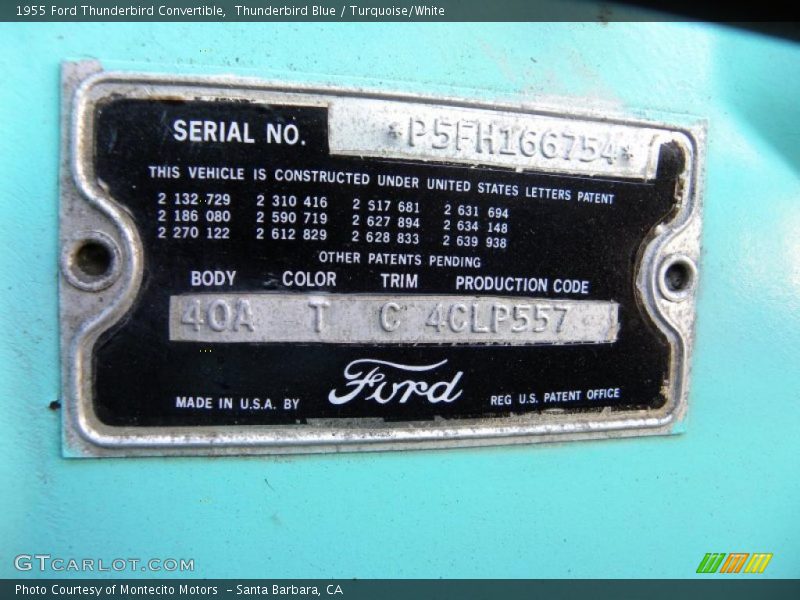 1955 Ford Thunderbird Convertible, Thunderbird Blue / Turquoise/White
SERIAL NO. *P5FH166754*
THIS VEHICLE IS CONSTRUCTED UNDER UNITED STATES LETTERS PATENT
2 132 729 2 310 416 2 517 681 2 631 694
2 186 080 2 590 719 2 627 894 2 634 148
2 270 122 2 612 829 2 628 833 2 639 938
OTHER PATENTS PENDING
BODY COLOR TRIM PRODUCTION CODE
40A T C 4CLP557
MADE IN U.S.A. BY Ford REG U.S. PATENT OFFICE
GTCARLOT.COM
Photo Courtesy of Montecito Motors - Santa Barbara, CA